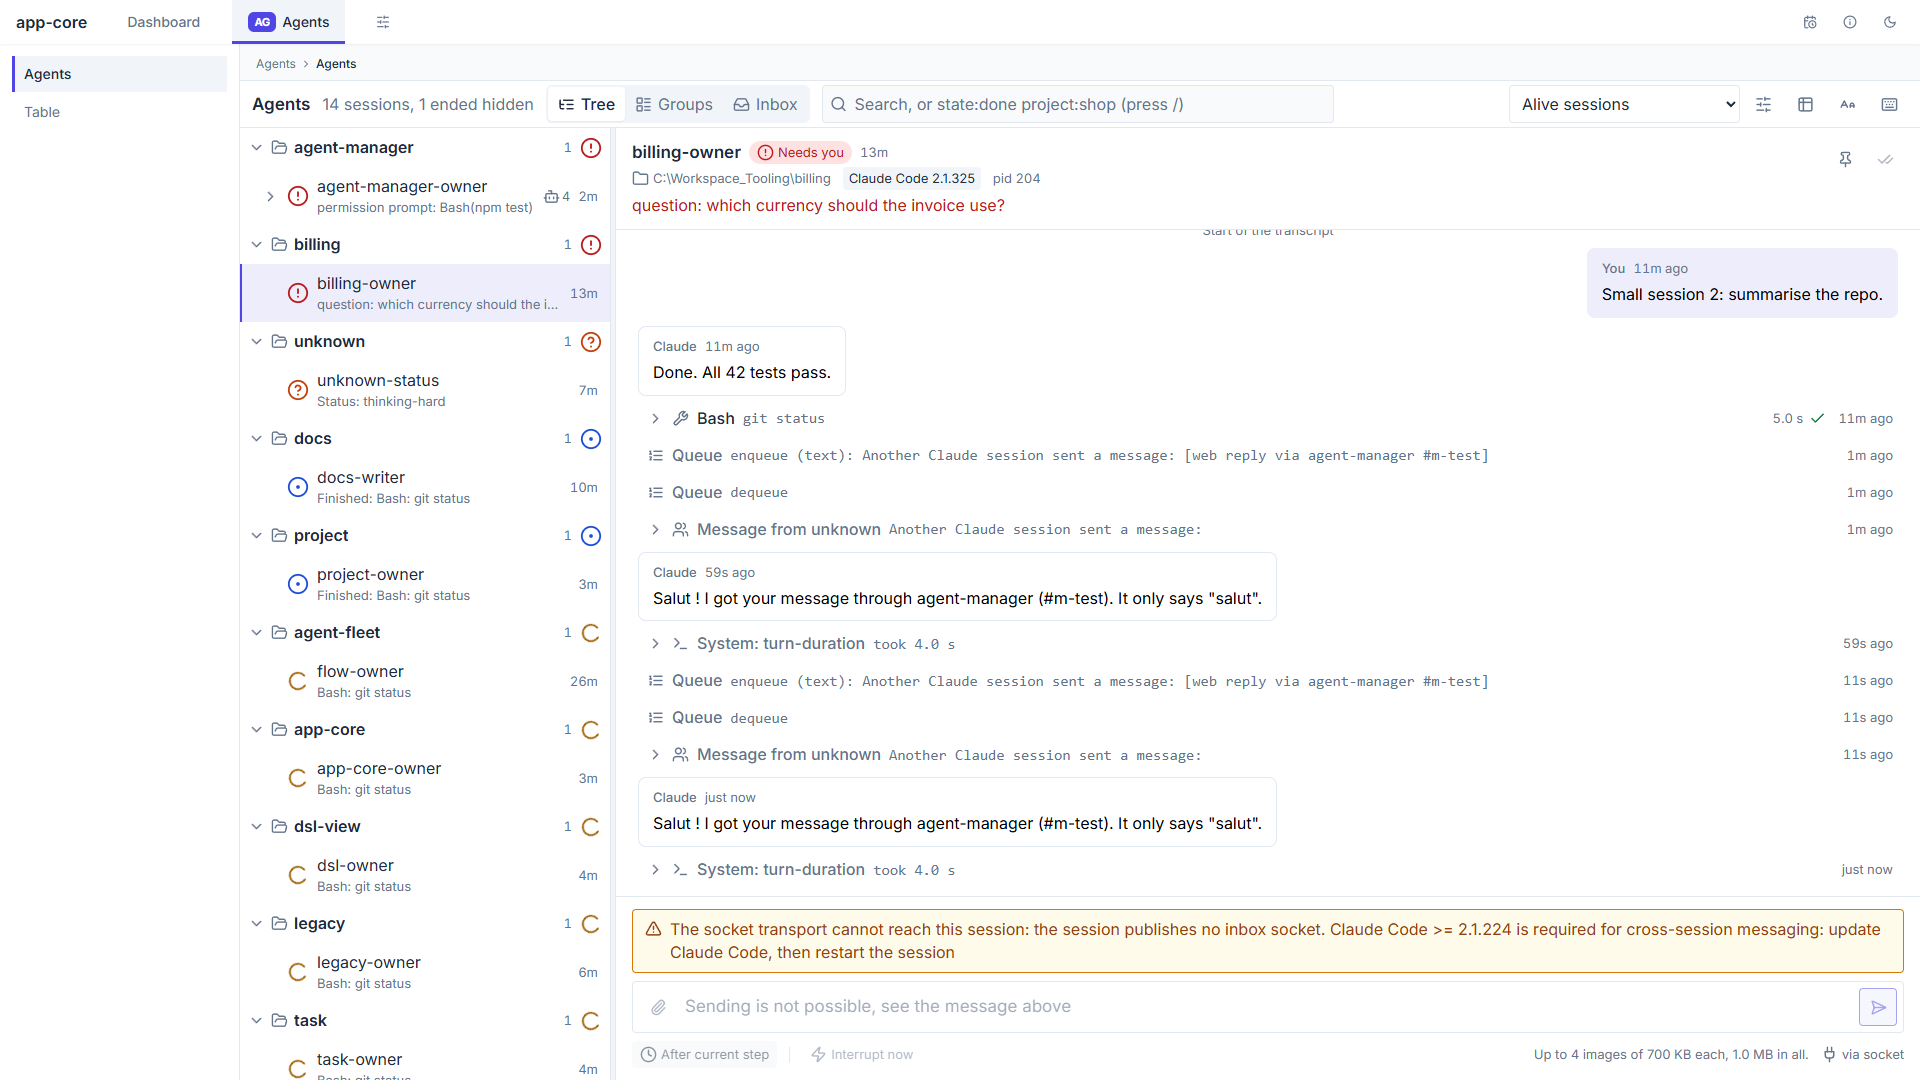 app-core
Dashboard
AG Agents
Agents
Table
Agents > Agents
Agents 14 sessions, 1 ended hidden
Tree
Groups
Inbox
Search, or state:done project:shop (press /)
Alive sessions
Aa
agent-manager 1
agent-manager-owner
permission prompt: Bash(npm test)
4 2m
billing 1
billing-owner
question: which currency should the i...
13m
unknown 1
unknown-status
Status: thinking-hard
7m
docs 1
docs-writer
Finished: Bash: git status
10m
project 1
project-owner
Finished: Bash: git status
3m
agent-fleet 1
flow-owner
Bash: git status
26m
app-core 1
app-core-owner
Bash: git status
3m
dsl-view 1
dsl-owner
Bash: git status
4m
legacy 1
legacy-owner
Bash: git status
6m
task 1
task-owner
Bash: git status
4m
billing-owner Needs you 13m
C:\Workspace_Tooling\billing Claude Code 2.1.325 pid 204
question: which currency should the invoice use?
Start of the transcript
You 11m ago
Small session 2: summarise the repo.
Claude 11m ago
Done. All 42 tests pass.
Bash git status 5.0 s 11m ago
Queue enqueue (text): Another Claude session sent a message: [web reply via agent-manager #m-test] 1m ago
Queue dequeue 1m ago
Message from unknown Another Claude session sent a message: 1m ago
Claude 59s ago
Salut ! I got your message through agent-manager (#m-test). It only says "salut".
System: turn-duration took 4.0 s 59s ago
Queue enqueue (text): Another Claude session sent a message: [web reply via agent-manager #m-test] 11s ago
Queue dequeue 11s ago
Message from unknown Another Claude session sent a message: 11s ago
Claude just now
Salut ! I got your message through agent-manager (#m-test). It only says "salut".
System: turn-duration took 4.0 s just now
The socket transport cannot reach this session: the session publishes no inbox socket. Claude Code >= 2.1.224 is required for cross-session messaging: update
Claude Code, then restart the session
Sending is not possible, see the message above
After current step
Interrupt now
Up to 4 images of 700 KB each, 1.0 MB in all.
via socket